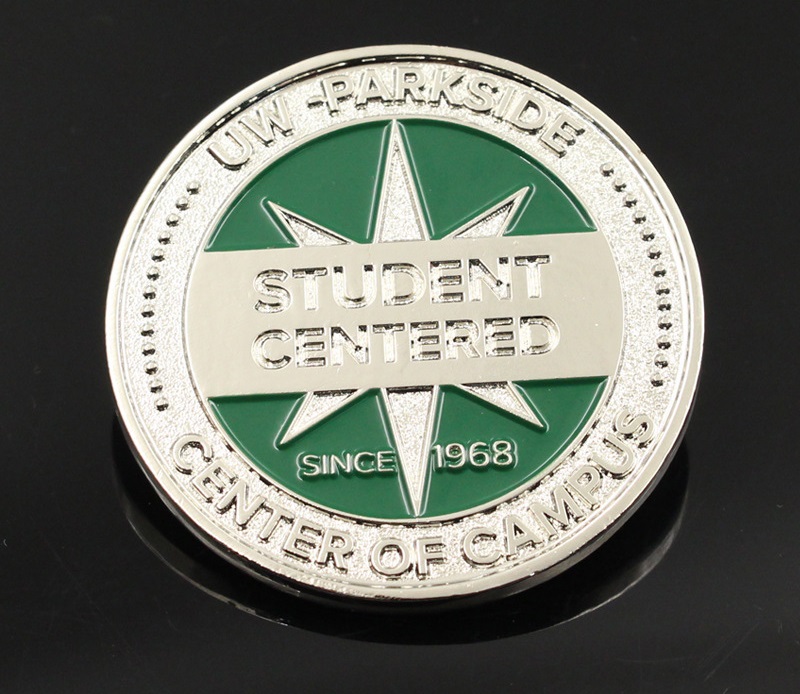 UW-PARKSIDE
STUDENT
CENTERED
SINCE 1968
CENTER OF CAMPUS